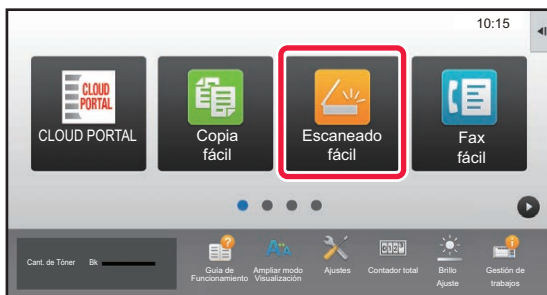 10:15
CLOUD
PORTAL
CLOUD PORTAL
Copia
fácil
Escaneado
fácil
Fax
fácil
Cant. de Tóner Bk
Guía de
Funcionamiento
Ampliar modo
Visualización
Ajustes
Contador total
Brillo
Ajuste
Gestión de
trabajos